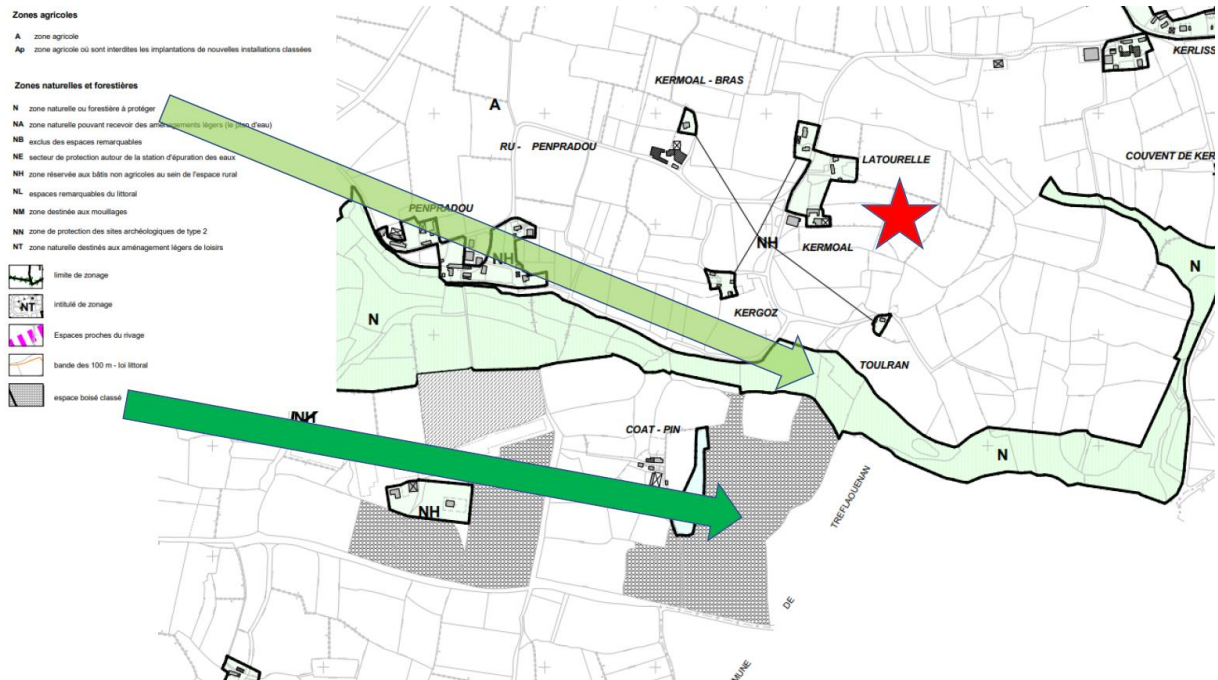 Zones agricoles
A zone agricole
Ap zone agricole où sont interdites les implantations de nouvelles installations classées
Zones naturelles et forestières
N zone naturelle ou forestière à protéger
NA zone naturelle pouvant recevoir des aménagements légers (le plan d'eau)
NB exclus des espaces remarquables
NE secteur de protection autour de la station d'épuration des eaux
NH zone réservée aux bâtis non agricoles au sein de l'espace rural
NL espaces remarquables du littoral
NM zone destinée aux mouillages
NN zone de protection des sites archéologiques de type 2
NT zone naturelle destinés aux aménagement légers de loisirs
limite de zonage
NT intitulé de zonage
Espaces proches du rivage
bande des 100 m - loi littoral
espace boisé classé
KERLISS
KERMOAL - BRAS
A
RU - PENPRADOU
LATOURELLE
COUVENT DE KER
PENPRADOU
NH
NH
KERMOAL
N
KERGOZ
N
TOULRAN
NH
COAT - PIN
N
TREFLAOUENAN
NH
DE
MUNE